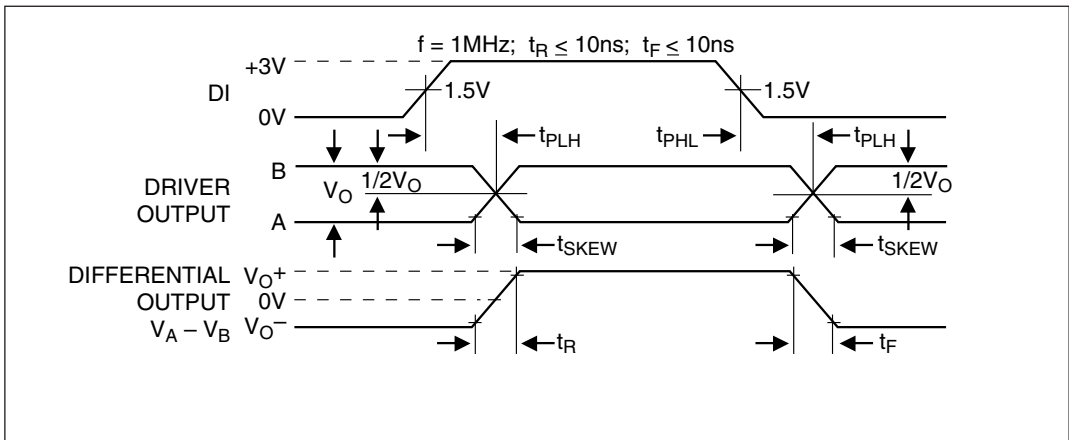 f = 1MHz; tR ≤ 10ns; tF ≤ 10ns
+3V
DI
1.5V
1.5V
0V
tPLH
tPHL
tPLH
B
DRIVER
OUTPUT
VO
1/2VO
1/2VO
A
tSKEW
tSKEW
DIFFERENTIAL
OUTPUT
VA – VB
VO+
0V
VO–
tR
tF